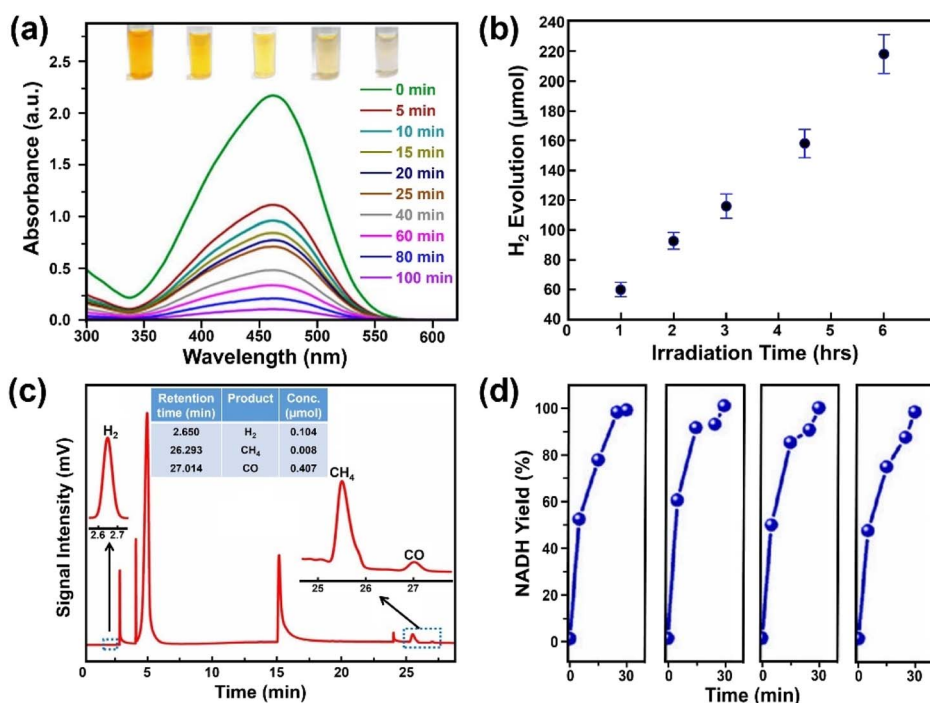 (a)
Absorbance (a.u.)
2.5
2.0
1.5
1.0
0.5
0.0
300 350 400 450 500 550 600
Wavelength (nm)
0 min
5 min
10 min
15 min
20 min
25 min
40 min
60 min
80 min
100 min
(b)
H₂ Evolution (μmol)
240
220
200
180
160
140
120
100
80
60
40
0 1 2 3 4 5 6
Irradiation Time (hrs)
(c)
Signal Intensity (mV)
Retention time (min) Product Conc. (μmol)
2.650 H₂ 0.104
26.293 CH₄ 0.008
27.014 CO 0.407
H₂
2.6 2.7
CH₄
CO
25 26 27
0 5 10 15 20 25
Time (min)
(d)
NADH Yield (%)
100
80
60
40
20
0
0 30 0 30 0 30 0 30
Time (min)